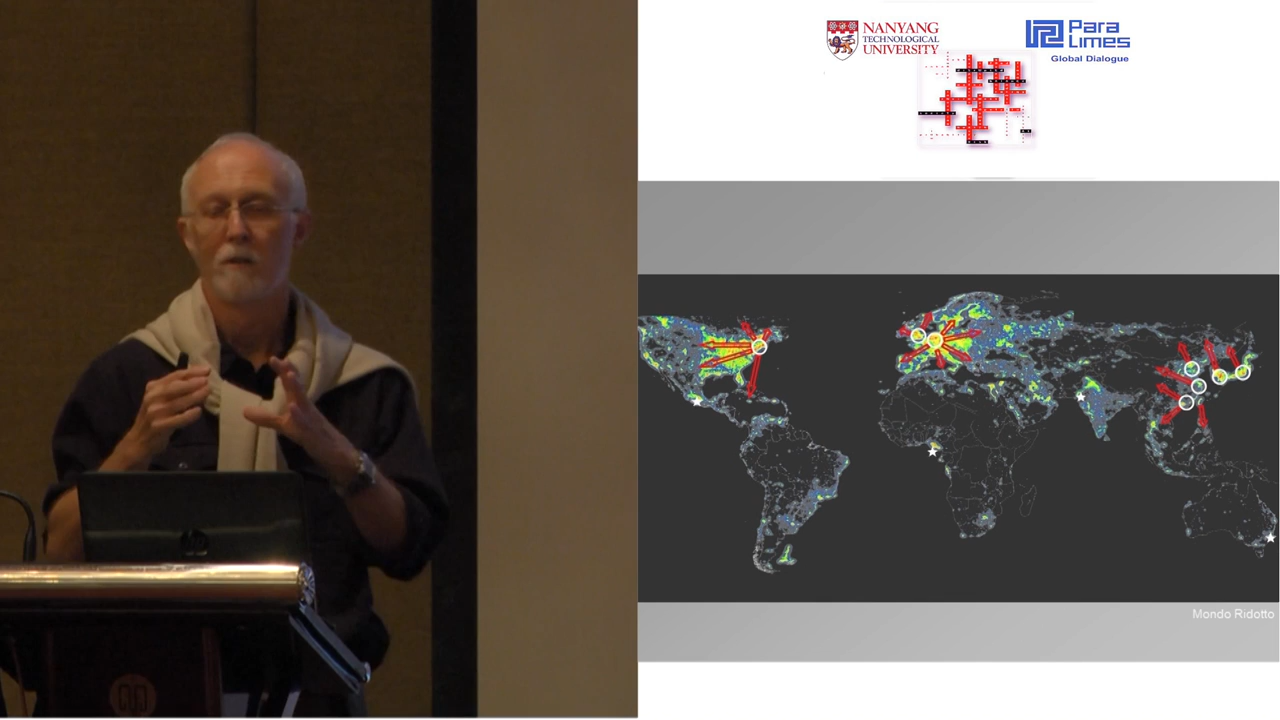 NANYANG
TECHNOLOGICAL
UNIVERSITY
Para
Limes
Global Dialogue
Mondo Ridotto